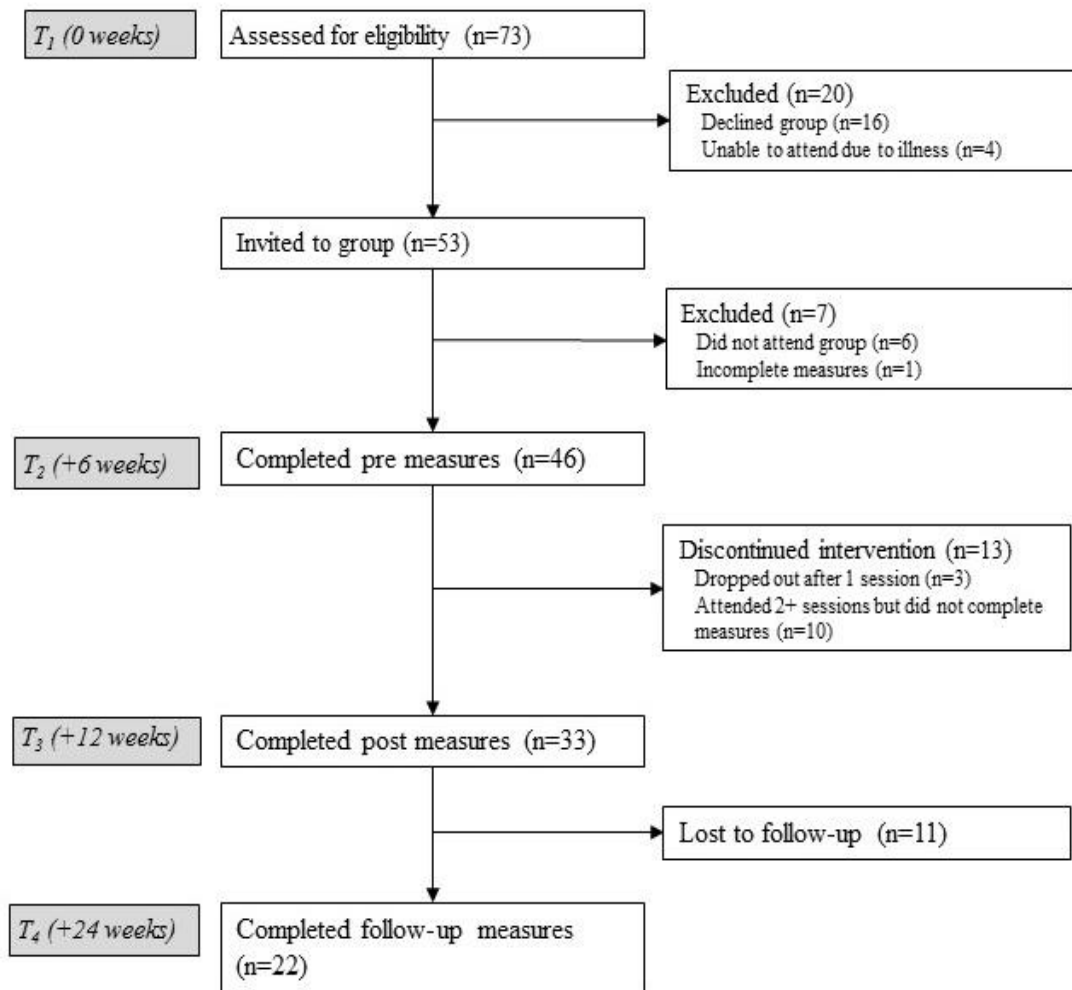 T1 (0 weeks)
Assessed for eligibility (n=73)
Excluded (n=20)
Declined group (n=16)
Unable to attend due to illness (n=4)
Invited to group (n=53)
Excluded (n=7)
Did not attend group (n=6)
Incomplete measures (n=1)
T2 (+6 weeks)
Completed pre measures (n=46)
Discontinued intervention (n=13)
Dropped out after 1 session (n=3)
Attended 2+ sessions but did not complete
measures (n=10)
T3 (+12 weeks)
Completed post measures (n=33)
Lost to follow-up (n=11)
T4 (+24 weeks)
Completed follow-up measures
(n=22)